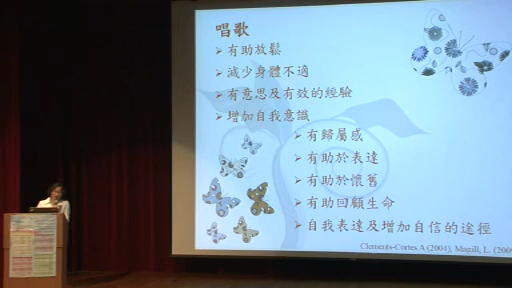 唱歌
➢有助放鬆
➢減少身體不適
➢有意思及有效的經驗
➢增加自我意識
➢有歸屬感
➢有助於表達
➢有助於懷舊
➢有助回顧生命
➢自我表達及增加自信的途徑
Clements-Cortes A (2004), Magill, L. (200